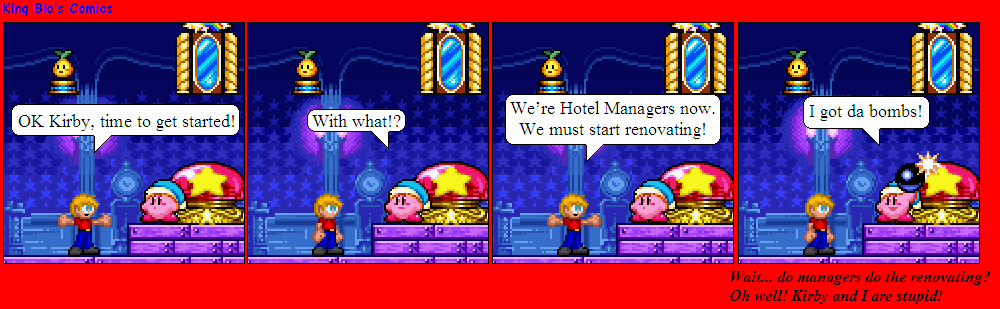 King Bio's Comics
OK Kirby, time to get started!
With what!?
We're Hotel Managers now.
We must start renovating!
I got da bombs!
Wait... do managers do the renovating?
Oh well! Kirby and I are stupid!